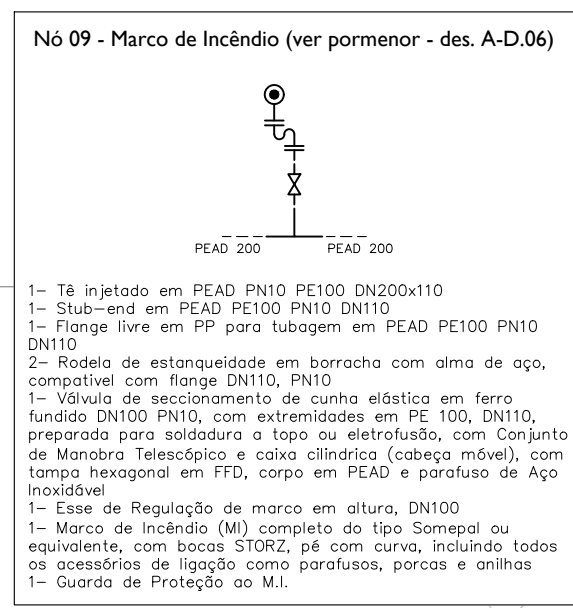 Nó 09 - Marco de Incêndio (ver pormenor - des. A-D.06)
PEAD 200 PEAD 200
1- Tê injetado em PEAD PN10 PE100 DN200x110
1- Stub-end em PEAD PE100 PN10 DN110
1- Flange livre em PP para tubagem em PEAD PE100 PN10
DN110
2- Rodela de estanqueidade em borracha com alma de aço,
compativel com flange DN110, PN10
1- Válvula de seccionamento de cunha elástica em ferro
fundido DN100 PN10, com extremidades em PE 100, DN110,
preparada para soldadura a topo ou eletrofusão, com Conjunto
de Manobra Telescópico e caixa cilindrica (cabeça móvel), com
tampa hexagonal em FFD, corpo em PEAD e parafuso de Aço
Inoxidável
1- Esse de Regulação de marco em altura, DN100
1- Marco de Incêndio (MI) completo do tipo Somepal ou
equivalente, com bocas STORZ, pé com curva, incluindo todos
os acessórios de ligação como parafusos, porcas e anilhas
1- Guarda de Proteção ao M.I.